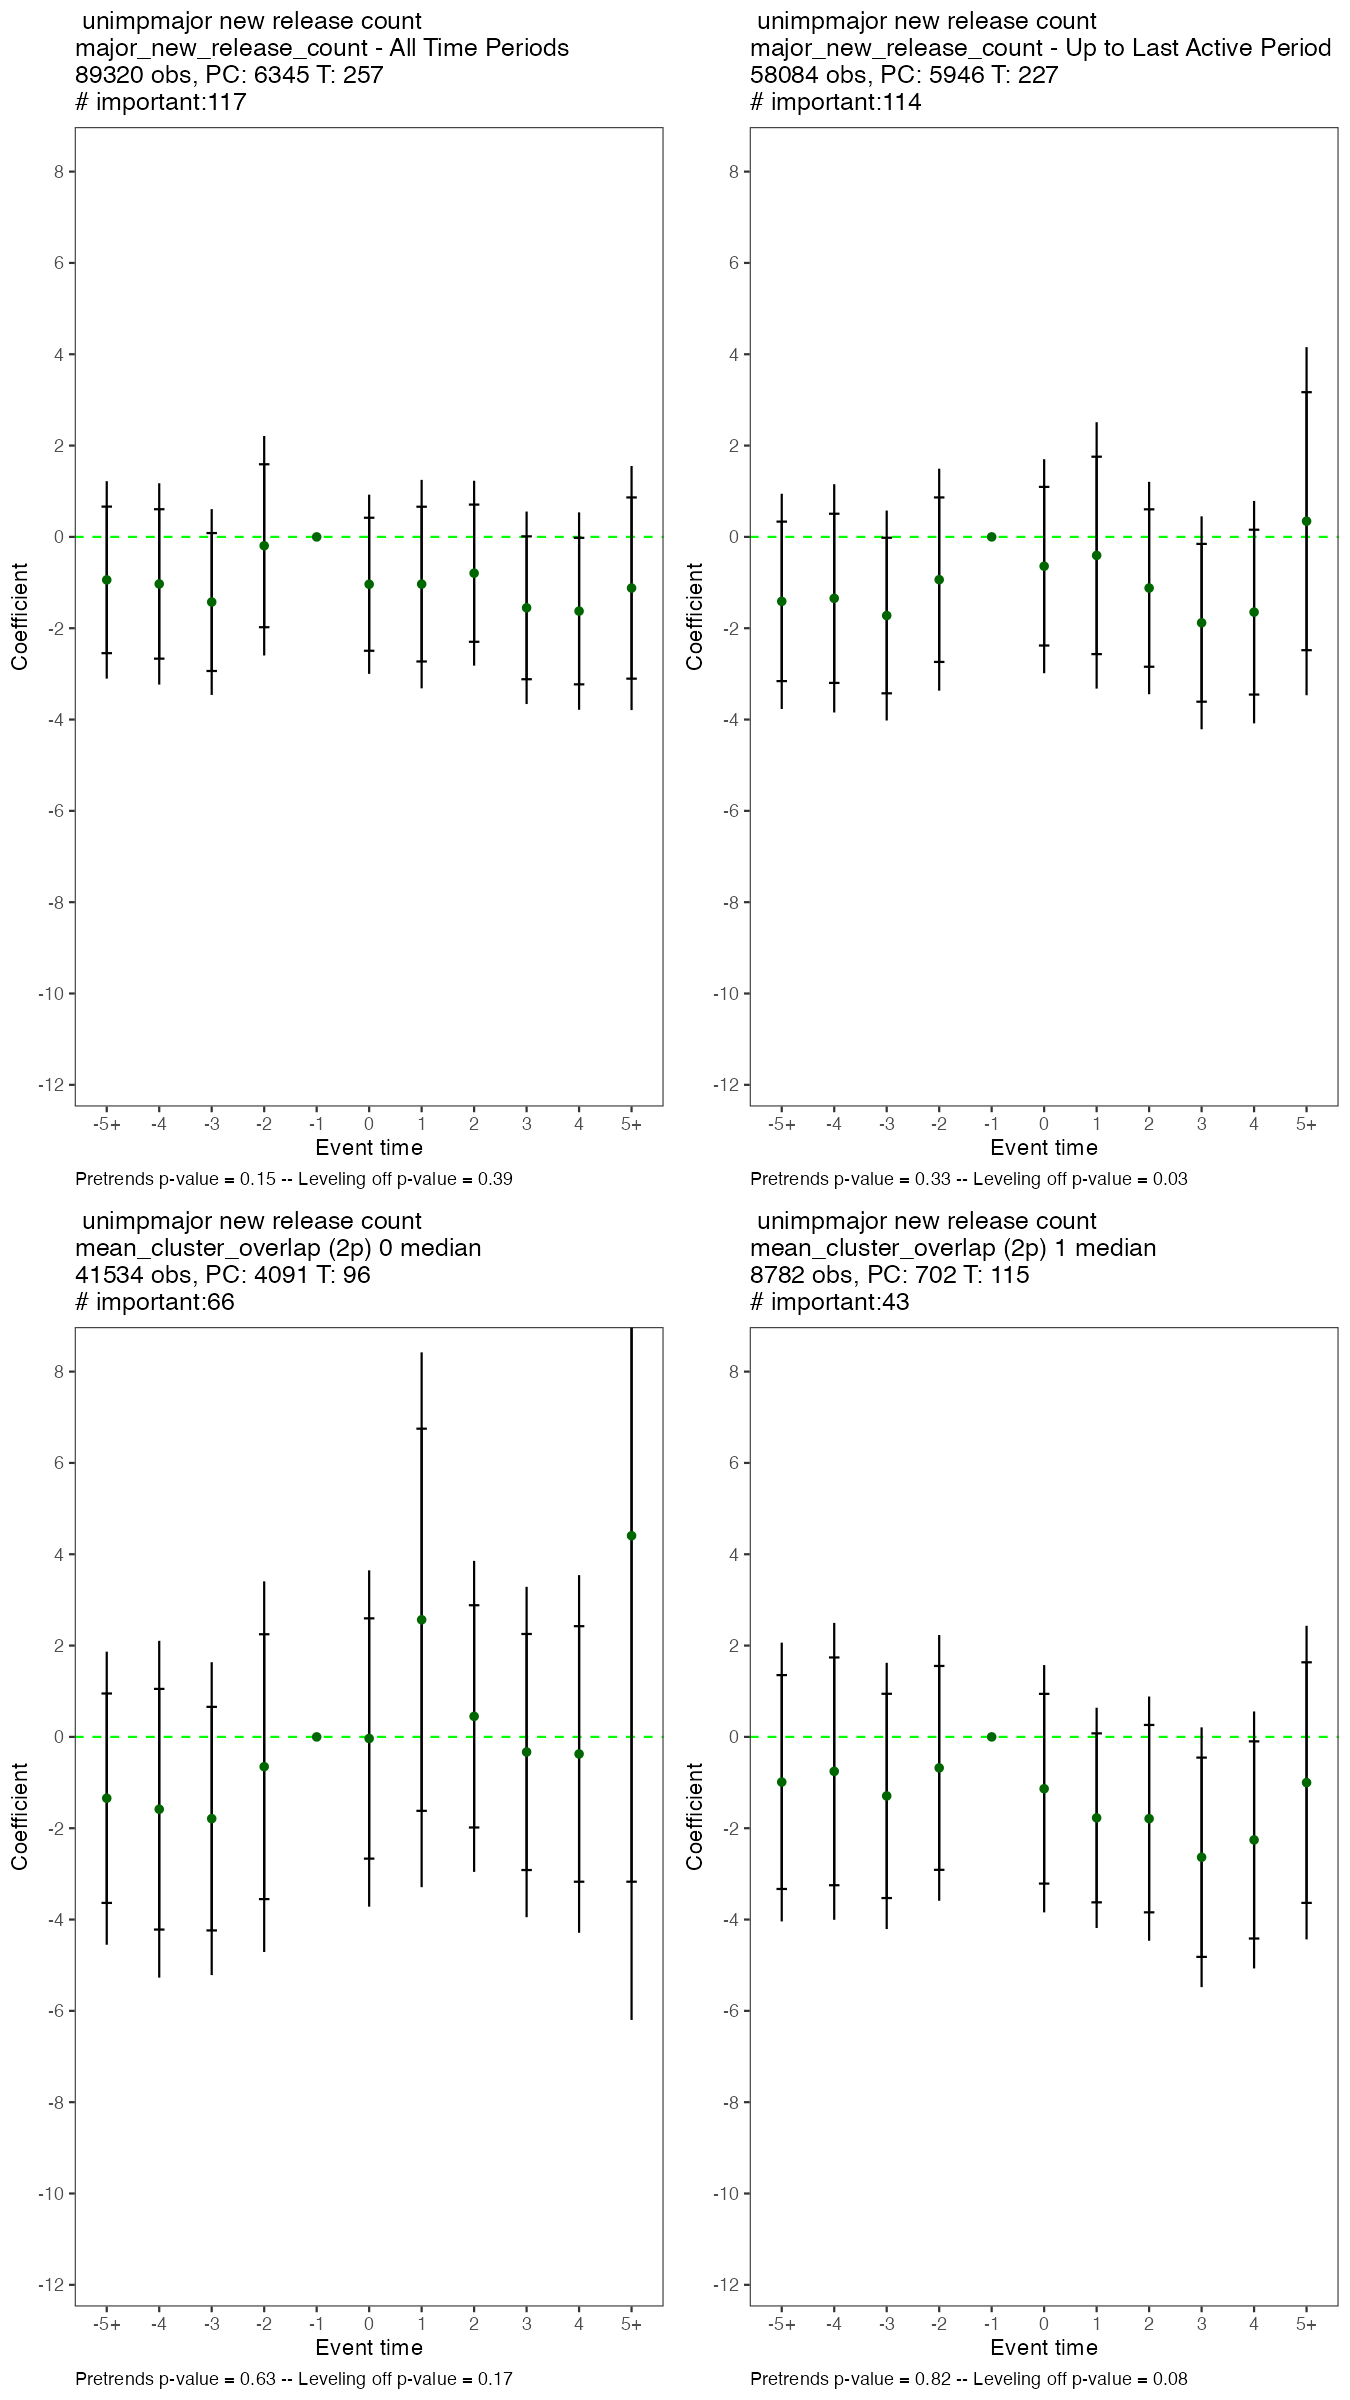 unimpmajor new release count
major_new_release_count - All Time Periods
89320 obs, PC: 6345 T: 257
# important:117
8
6
4
2
0
-2
-4
-6
-8
-10
-12
Coefficient
-5+ -4 -3 -2 -1 0 1 2 3 4 5+
Event time
Pretrends p-value = 0.15 -- Leveling off p-value = 0.39
unimpmajor new release count
major_new_release_count - Up to Last Active Period
58084 obs, PC: 5946 T: 227
# important:114
8
6
4
2
0
-2
-4
-6
-8
-10
-12
Coefficient
-5+ -4 -3 -2 -1 0 1 2 3 4 5+
Event time
Pretrends p-value = 0.33 -- Leveling off p-value = 0.03
unimpmajor new release count
mean_cluster_overlap (2p) 0 median
41534 obs, PC: 4091 T: 96
# important:66
8
6
4
2
0
-2
-4
-6
-8
-10
-12
Coefficient
-5+ -4 -3 -2 -1 0 1 2 3 4 5+
Event time
Pretrends p-value = 0.63 -- Leveling off p-value = 0.17
unimpmajor new release count
mean_cluster_overlap (2p) 1 median
8782 obs, PC: 702 T: 115
# important:43
8
6
4
2
0
-2
-4
-6
-8
-10
-12
Coefficient
-5+ -4 -3 -2 -1 0 1 2 3 4 5+
Event time
Pretrends p-value = 0.82 -- Leveling off p-value = 0.08